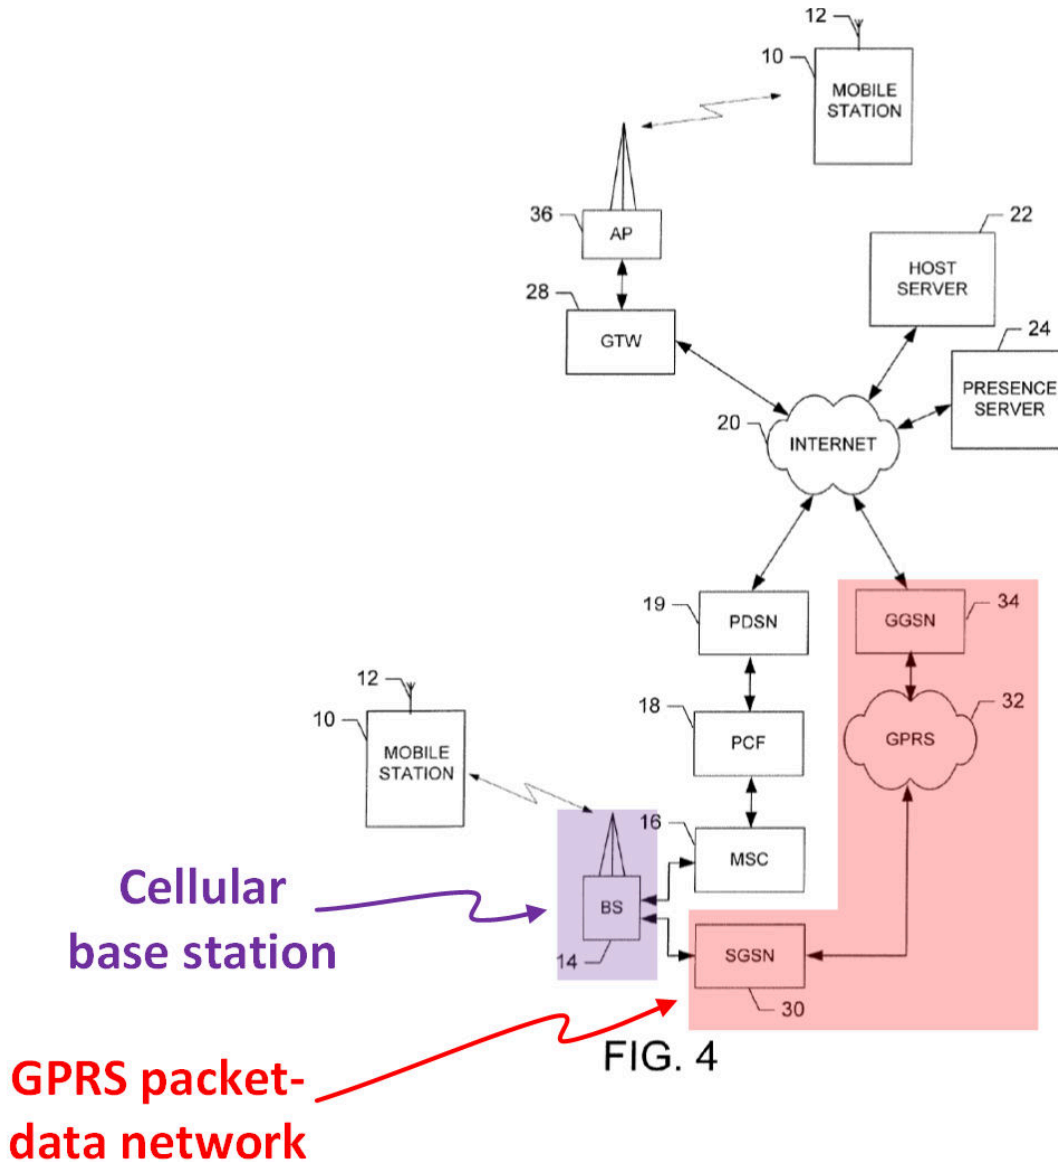 12
10
MOBILE
STATION
36
AP
22
HOST
SERVER
28
GTW
24
PRESENCE
SERVER
20
INTERNET
19
PDSN
GGSN
34
12
10
MOBILE
STATION
18
PCF
GPRS
32
16
MSC
Cellular
base station
BS
14
SGSN
30
FIG. 4
GPRS packet-
data network